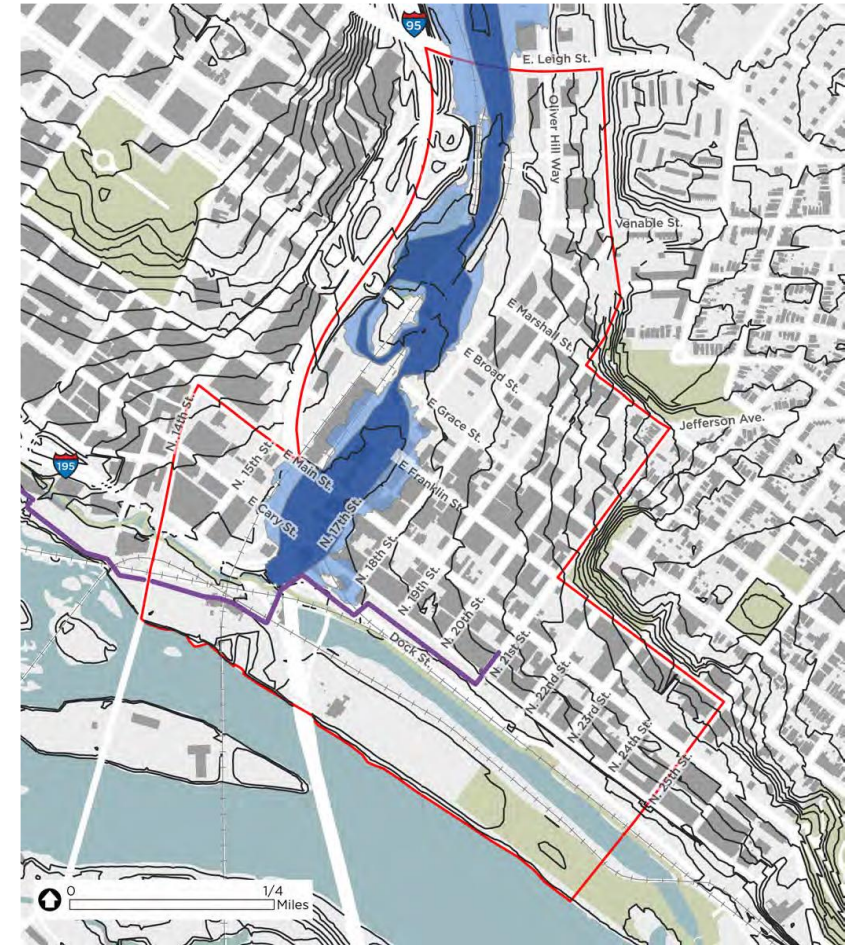 95
E. Leigh St.
Oliver Hill Way
Venable St.
E Marshall St.
E Broad St.
Jefferson Ave.
E Grace St.
N. 14th St.
N. 15th St.
E Main St.
195
E Franklin St.
E Cary St.
N. 17th St.
N. 18th St.
N. 19th St.
N. 20th St.
Dock St.
N. 21st St.
N. 22nd St.
N. 23rd St.
N. 24th St.
N. 25th St.
0 1/4
Miles